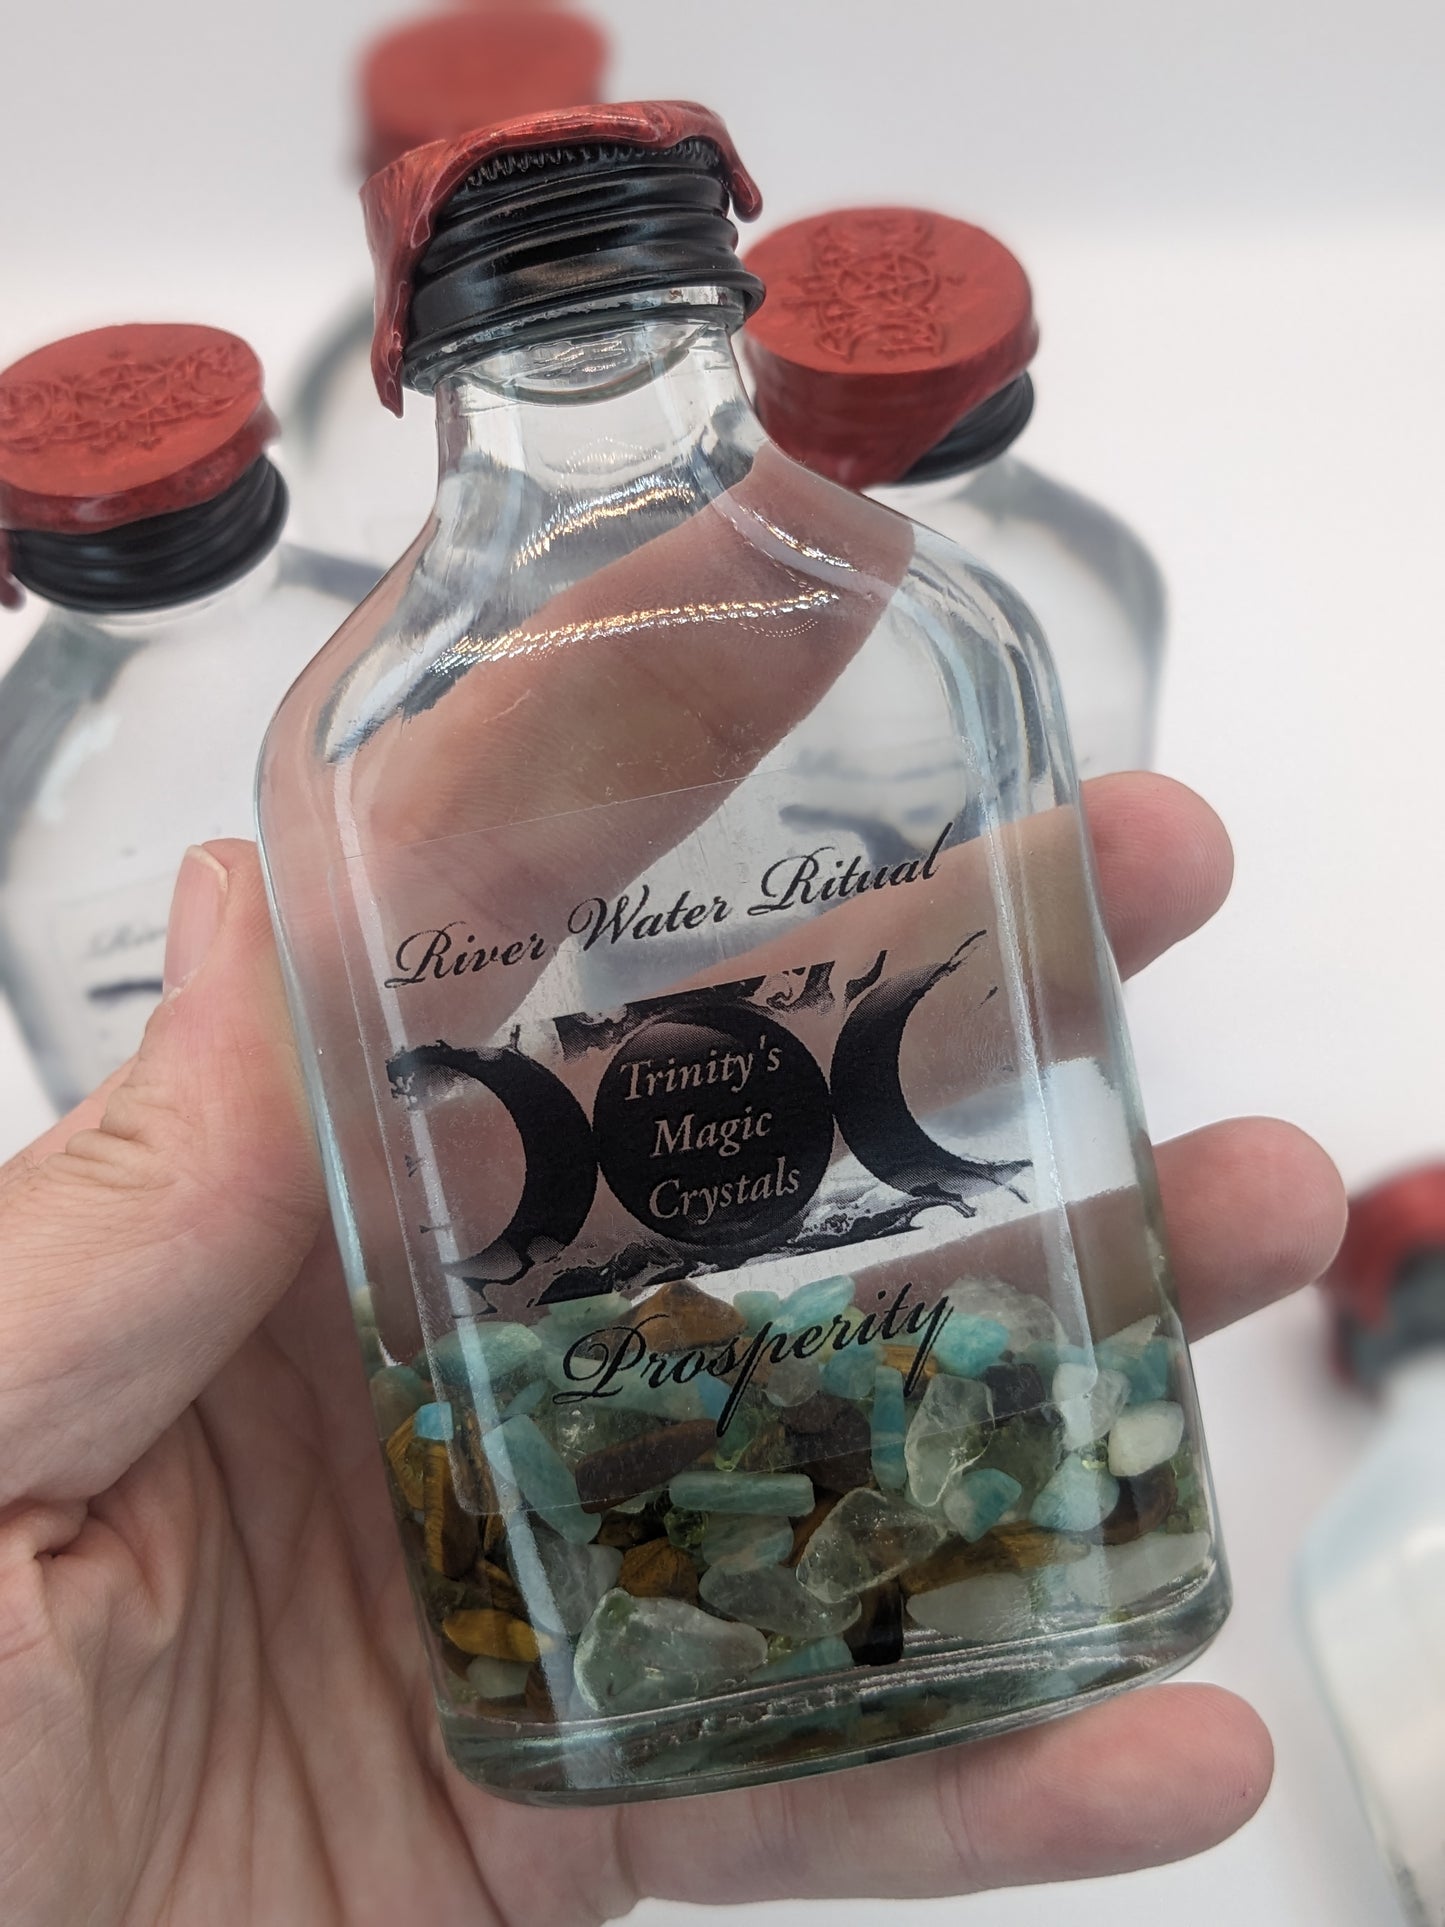 River Water Ritual
Trinity's
Magic
Crystals
Prosperity